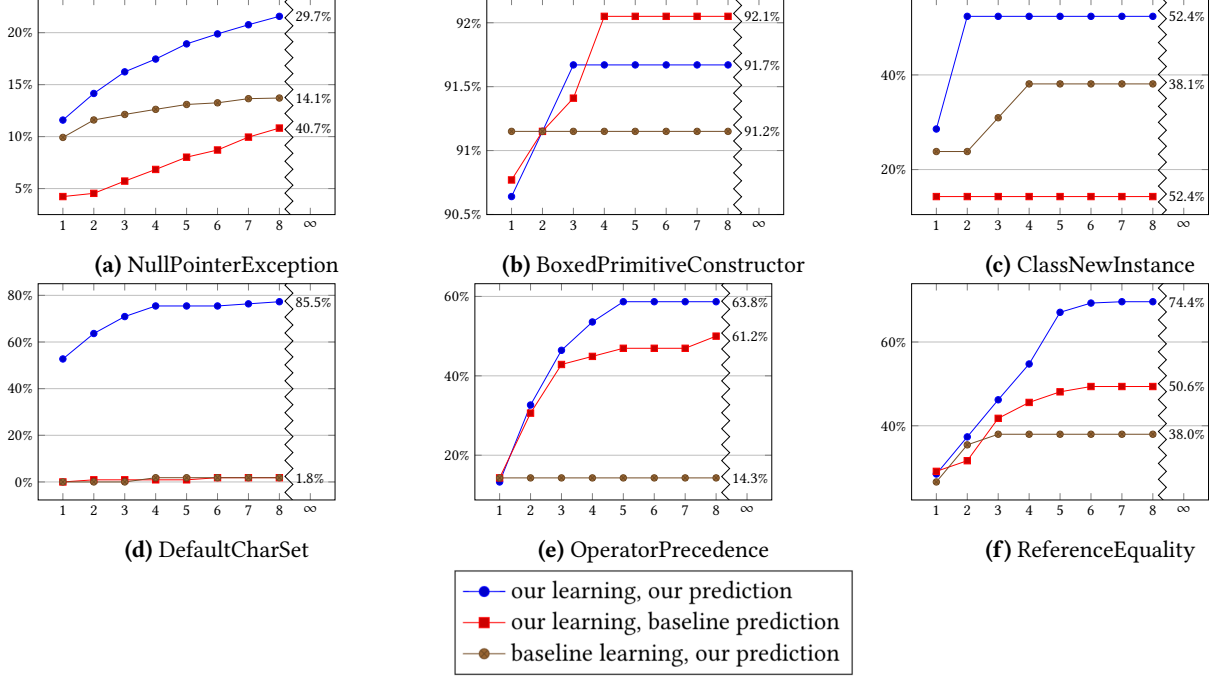 20%
15%
10%
5%
29.7%
14.1%
40.7%
1 2 3 4 5 6 7 8 ∞
(a) NullPointerException
92%
91.5%
91%
90.5%
92.1%
91.7%
91.2%
1 2 3 4 5 6 7 8 ∞
(b) BoxedPrimitiveConstructor
40%
20%
52.4%
38.1%
52.4%
1 2 3 4 5 6 7 8 ∞
(c) ClassNewInstance
80%
60%
40%
20%
0%
85.5%
1.8%
1 2 3 4 5 6 7 8 ∞
(d) DefaultCharSet
60%
40%
20%
63.8%
61.2%
14.3%
1 2 3 4 5 6 7 8 ∞
(e) OperatorPrecedence
60%
40%
74.4%
50.6%
38.0%
1 2 3 4 5 6 7 8 ∞
(f) ReferenceEquality
our learning, our prediction
our learning, baseline prediction
baseline learning, our prediction